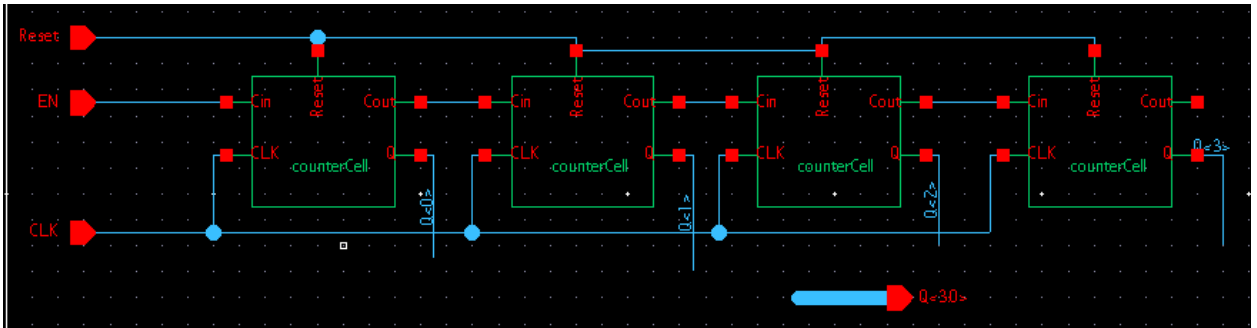 Reset
EN
CLK
Cin Reset Cout
CLK counterCell Q
Q<0>
Cin Reset Cout
CLK counterCell Q
Q<1>
Cin Reset Cout
CLK counterCell Q
Q<2>
Cin Reset Cout
CLK counterCell Q
Q<3>
Q<3:0>